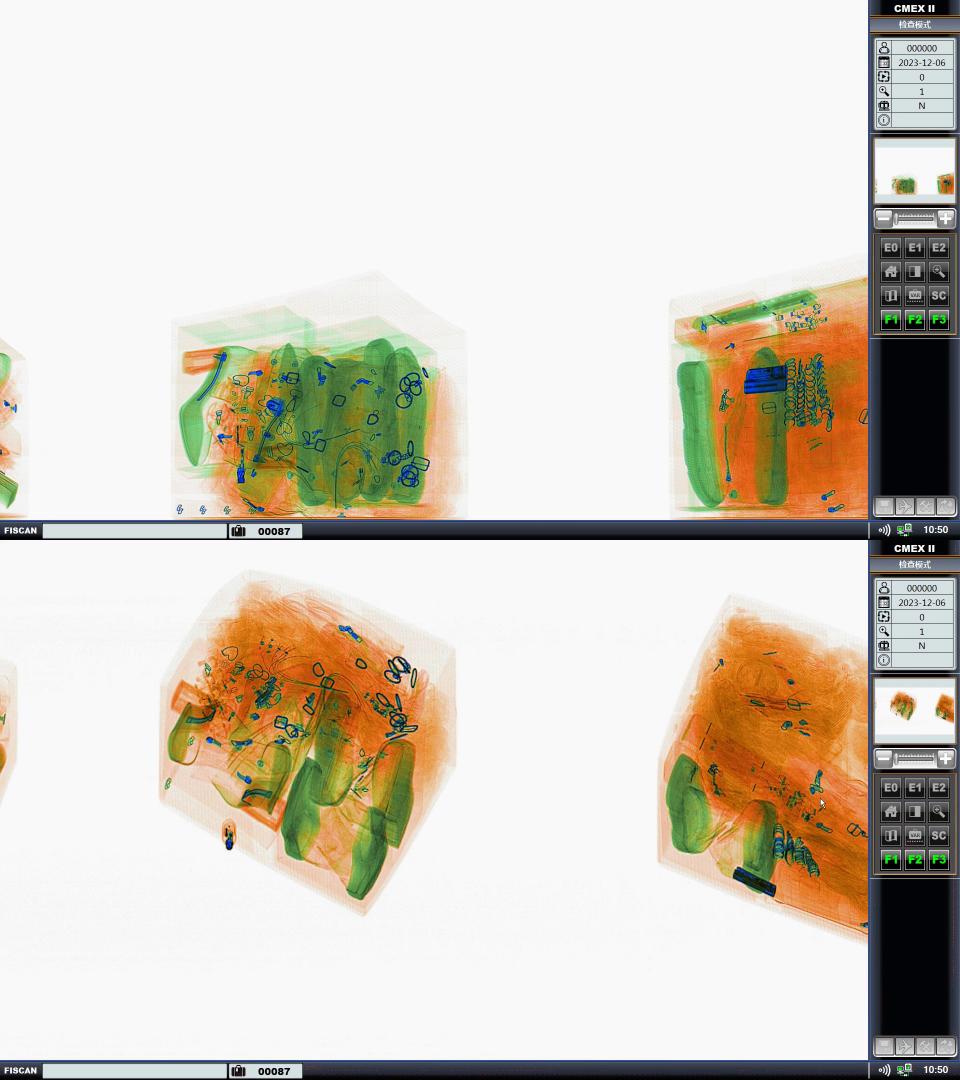 CMEX II
检查模式
000000
2023-12-06
0
1
N
E0 E1 E2
VAR SC
F1 F2 F3
FISCAN 00087 10:50
CMEX II
检查模式
000000
2023-12-06
0
1
N
E0 E1 E2
VAR SC
F1 F2 F3
FISCAN 00087 10:50